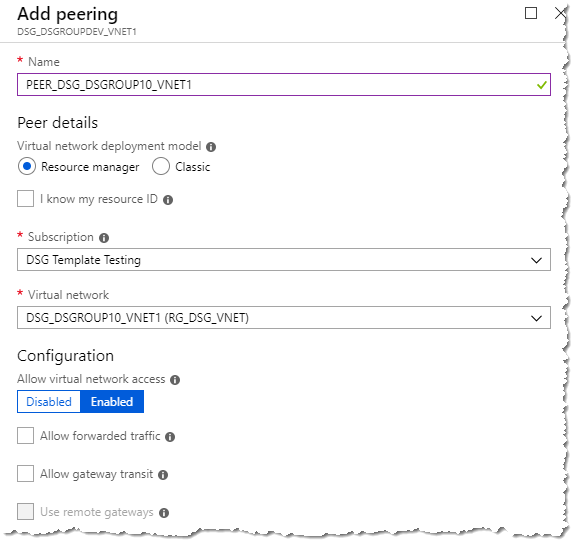 Add peering
DSG_DSGROUPDEV_VNET1
* Name
PEER_DSG_DSGROUP10_VNET1
Peer details
Virtual network deployment model
Resource manager Classic
I know my resource ID
* Subscription
DSG Template Testing
* Virtual network
DSG_DSGROUP10_VNET1 (RG_DSG_VNET)
Configuration
Allow virtual network access
Disabled Enabled
Allow forwarded traffic
Allow gateway transit
Use remote gateways